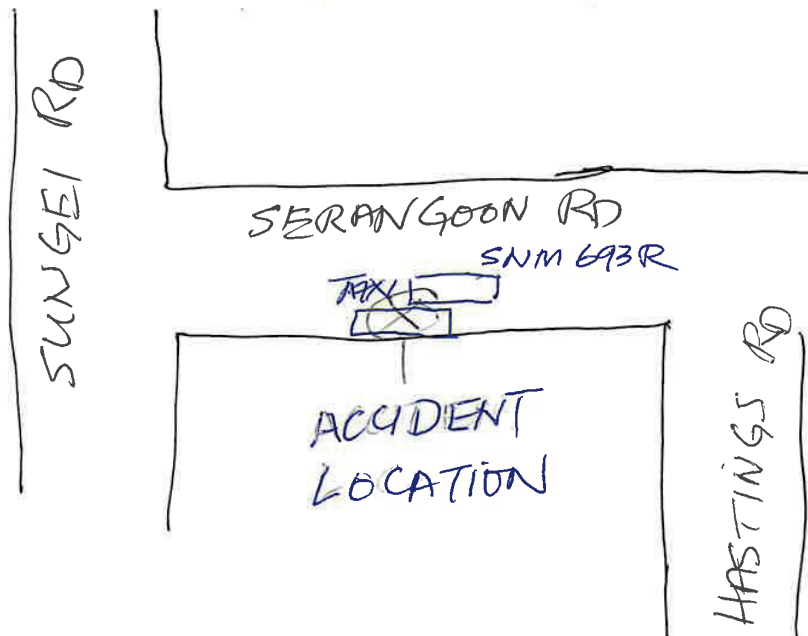 SUNGEI RD
SERANGOON RD
SNM 693R
TAXI
ACCIDENT
LOCATION
HASTINGS RD